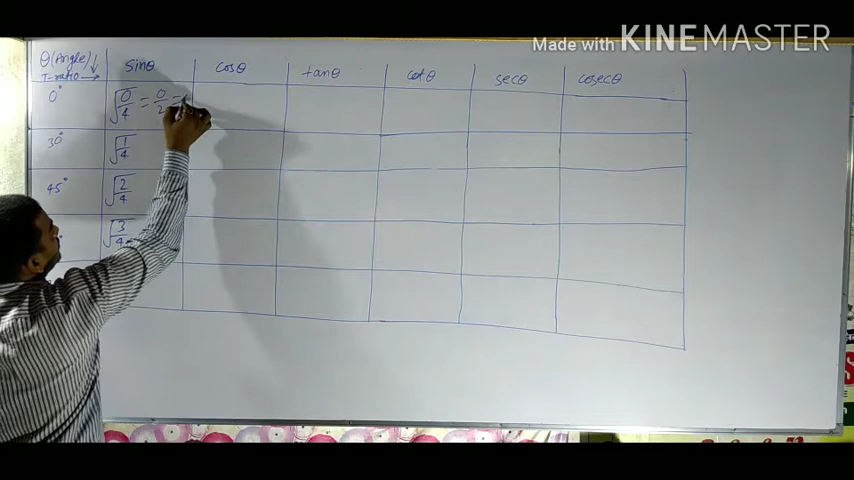 Made with KINEMASTER
θ(Angle)↓ sinθ cosθ tanθ cotθ secθ cosecθ
T-ratio →
0° √0/4 = 0/2 =
30° √1/4
45° √2/4
√3/4